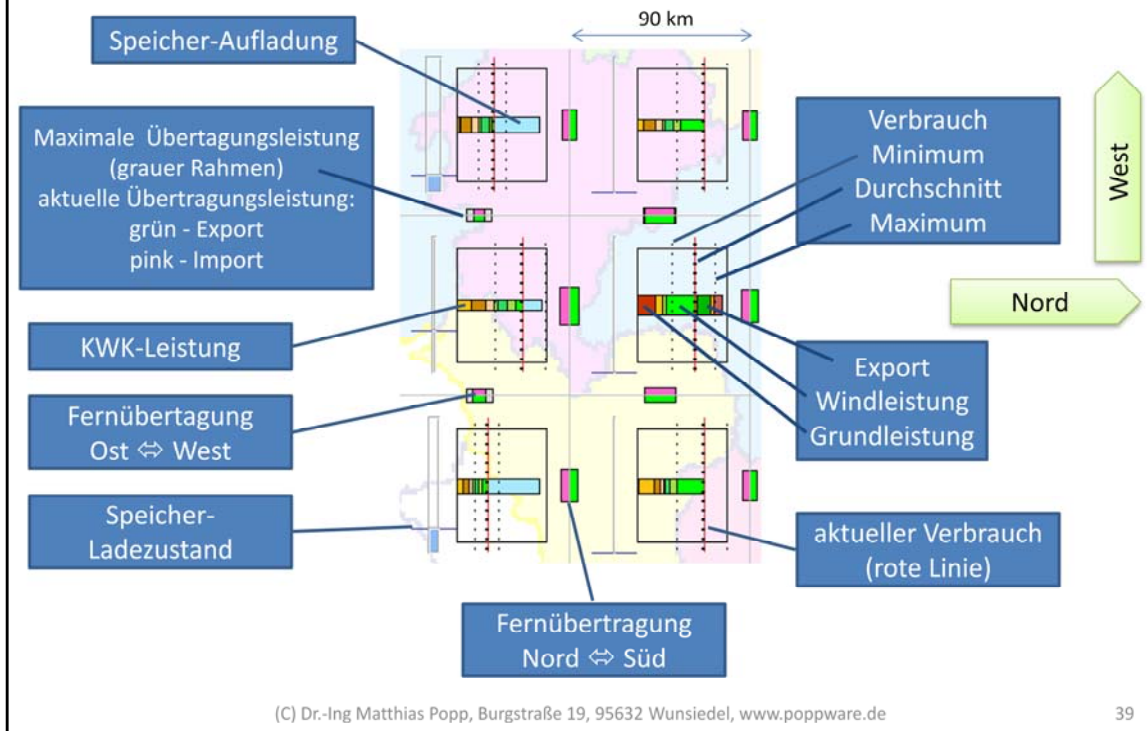 90 km
Speicher-Aufladung
Maximale Übertagungsleistung
(grauer Rahmen)
aktuelle Übertragungsleistung:
grün - Export
pink - Import
KWK-Leistung
Fernübertagung
Ost ⇔ West
Speicher-
Ladezustand
Fernübertragung
Nord ⇔ Süd
Verbrauch
Minimum
Durchschnitt
Maximum
West
Nord
Export
Windleistung
Grundleistung
aktueller Verbrauch
(rote Linie)
(C) Dr.-Ing Matthias Popp, Burgstraße 19, 95632 Wunsiedel, www.poppware.de
39